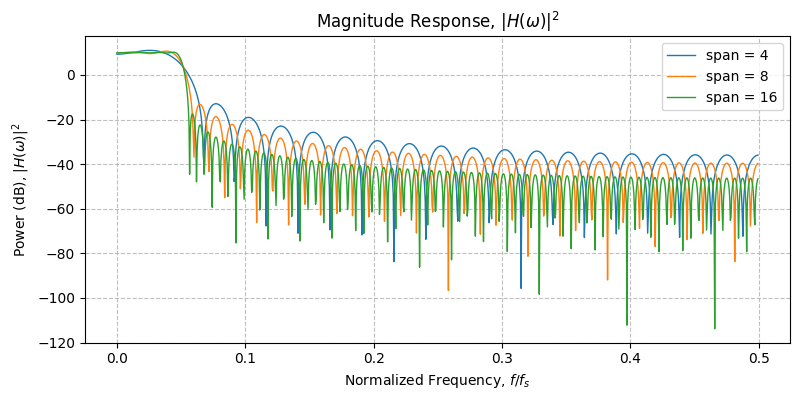 Magnitude Response, |H(ω)|²
span = 4
span = 8
span = 16
Power (dB), |H(ω)|²
0
−20
−40
−60
−80
−100
−120
0.0 0.1 0.2 0.3 0.4 0.5
Normalized Frequency, f/fₛ